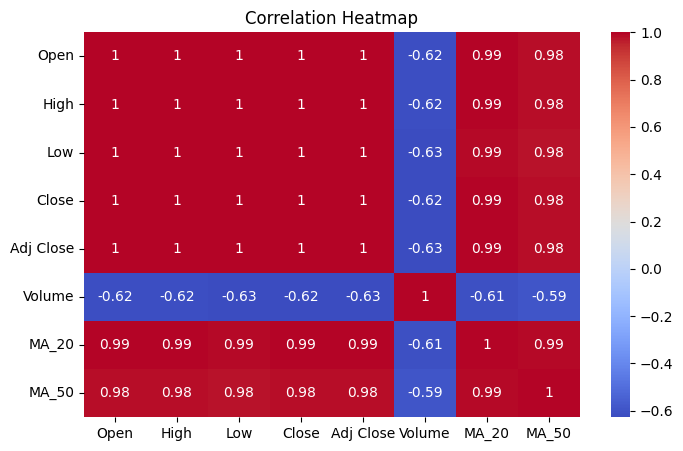 Correlation Heatmap
Open 1 1 1 1 1 -0.62 0.99 0.98
High 1 1 1 1 1 -0.62 0.99 0.98
Low 1 1 1 1 1 -0.63 0.99 0.98
Close 1 1 1 1 1 -0.62 0.99 0.98
Adj Close 1 1 1 1 1 -0.63 0.99 0.98
Volume -0.62 -0.62 -0.63 -0.62 -0.63 1 -0.61 -0.59
MA_20 0.99 0.99 0.99 0.99 0.99 -0.61 1 0.99
MA_50 0.98 0.98 0.98 0.98 0.98 -0.59 0.99 1
Open High Low Close Adj Close Volume MA_20 MA_50
1.0
0.8
0.6
0.4
0.2
0.0
−0.2
−0.4
−0.6